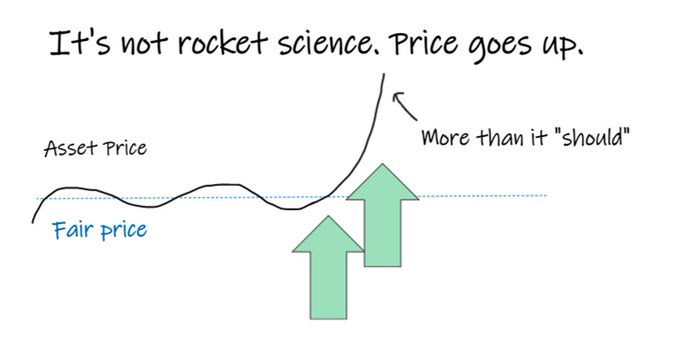 It's not rocket science. Price goes up.
More than it "should"
Asset Price
Fair price